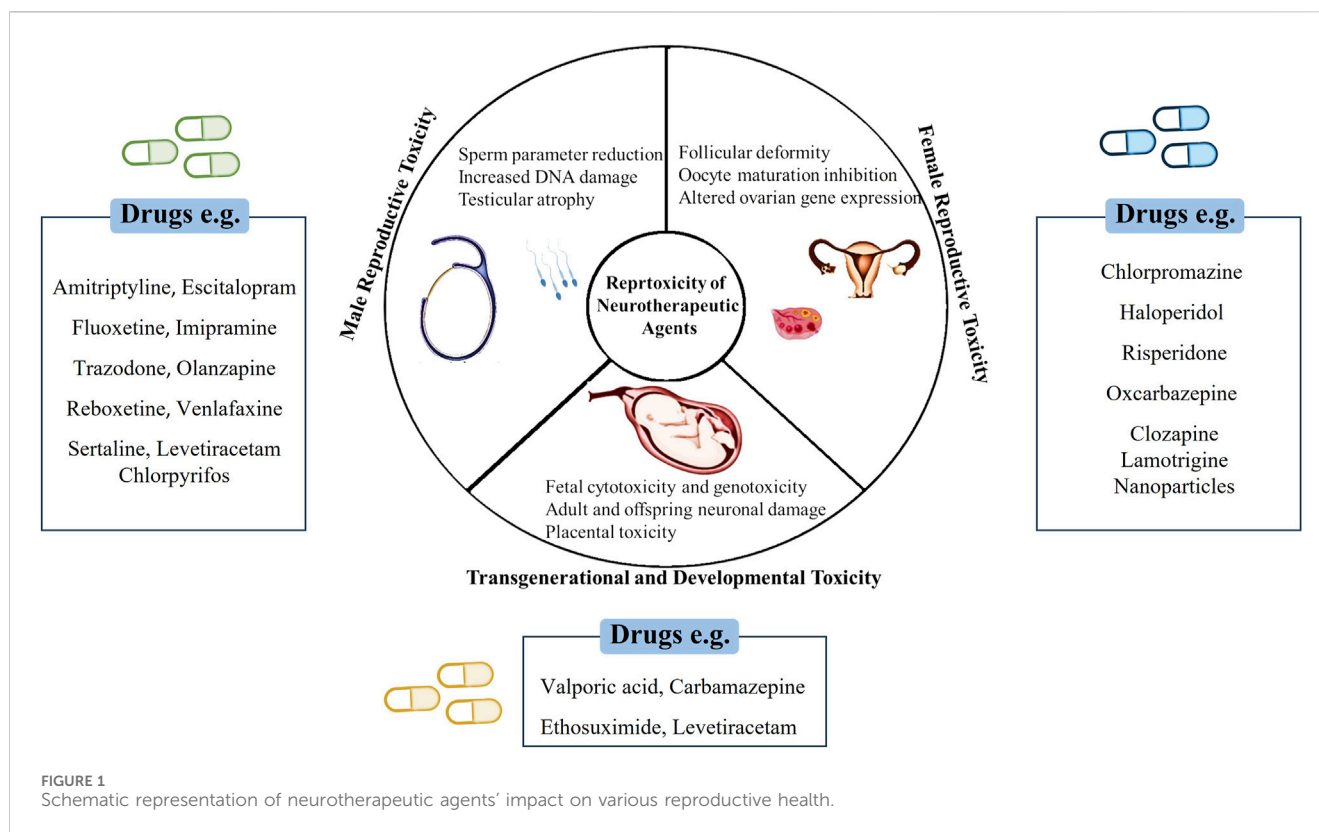 Male Reproductive Toxicity
Sperm parameter reduction
Increased DNA damage
Testicular atrophy
Female Reproductive Toxicity
Follicular deformity
Oocyte maturation inhibition
Altered ovarian gene expression
Reprtoxicity of
Neurotherapeutic
Agents
Fetal cytotoxicity and genotoxicity
Adult and offspring neuronal damage
Placental toxicity
Transgenerational and Developmental Toxicity
Drugs e.g.
Amitriptyline, Escitalopram
Fluoxetine, Imipramine
Trazodone, Olanzapine
Reboxetine, Venlafaxine
Sertaline, Levetiracetam
Chlorpyrifos
Drugs e.g.
Chlorpromazine
Haloperidol
Risperidone
Oxcarbazepine
Clozapine
Lamotrigine
Nanoparticles
Drugs e.g.
Valporic acid, Carbamazepine
Ethosuximide, Levetiracetam
FIGURE 1
Schematic representation of neurotherapeutic agents' impact on various reproductive health.